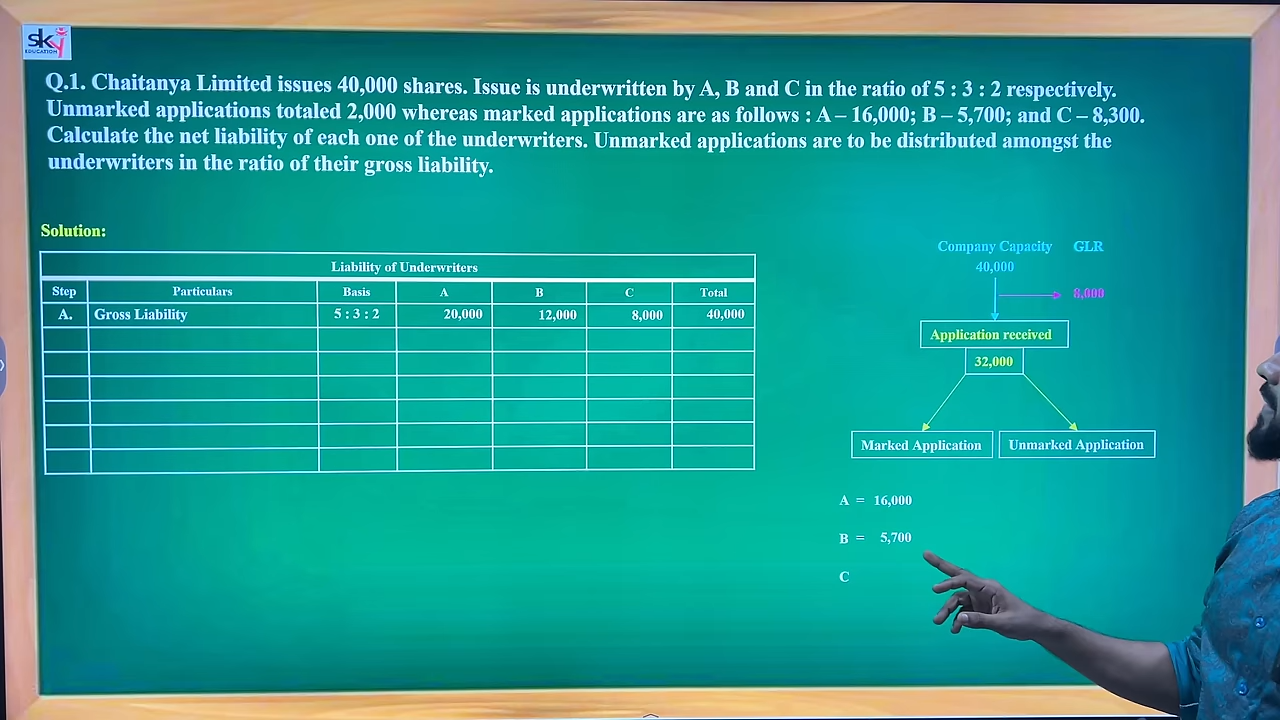 sky
EDUCATION
Q.1. Chaitanya Limited issues 40,000 shares. Issue is underwritten by A, B and C in the ratio of 5 : 3 : 2 respectively.
Unmarked applications totaled 2,000 whereas marked applications are as follows : A – 16,000; B – 5,700; and C – 8,300.
Calculate the net liability of each one of the underwriters. Unmarked applications are to be distributed amongst the
underwriters in the ratio of their gross liability.
Solution:
Liability of Underwriters
Step Particulars Basis A B C Total
A. Gross Liability 5 : 3 : 2 20,000 12,000 8,000 40,000
Company Capacity GLR
40,000
8,000
Application received
32,000
Marked Application Unmarked Application
A = 16,000
B = 5,700
C